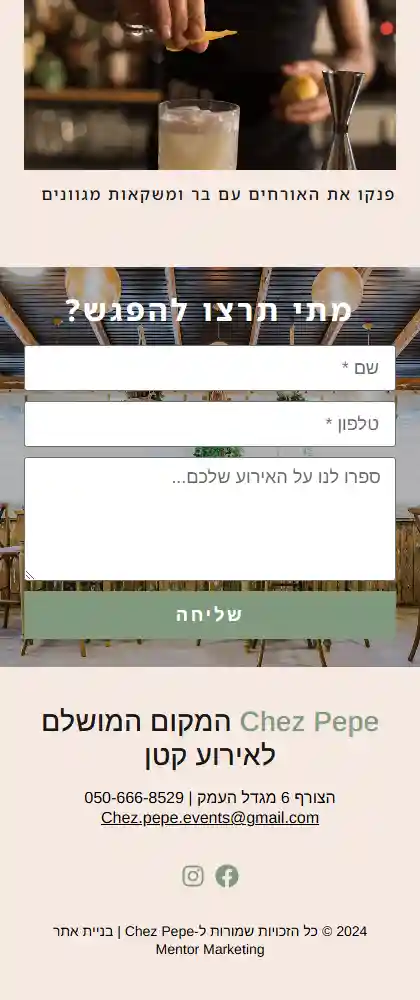 פנקו את האורחים עם בר ומשקאות מגוונים
מתי תרצו להפגש?
שם *
טלפון *
ספרו לנו על האירוע שלכם...
שליחה
Chez Pepe המקום המושלם
לאירוע קטן
הצורף 6 מגדל העמק | 050-666-8529
Chez.pepe.events@gmail.com
2024 © כל הזכויות שמורות ל-Chez Pepe | בניית אתר
Mentor Marketing